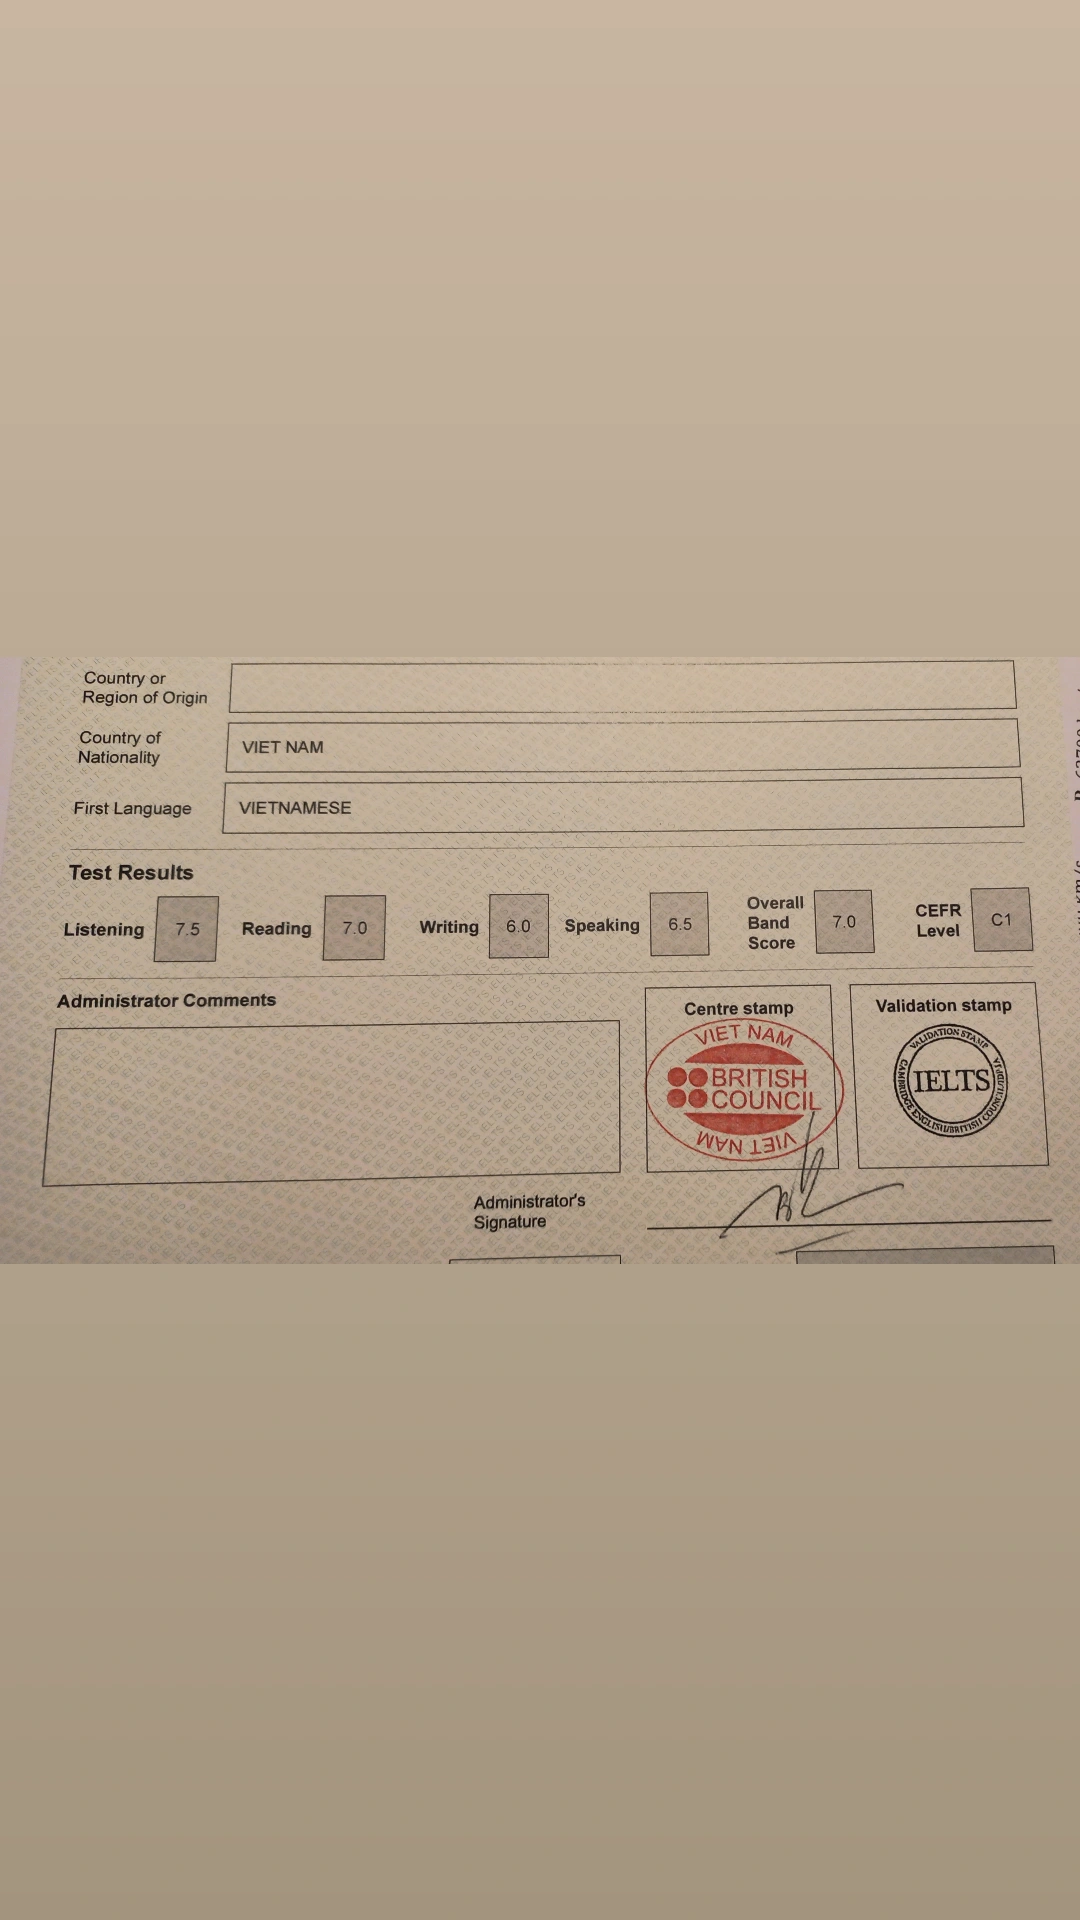 Country or
Region of Origin
Country of
Nationality
VIET NAM
First Language
VIETNAMESE
Test Results
Listening 7.5 Reading 7.0 Writing 6.0 Speaking 6.5 Overall Band Score 7.0 CEFR Level C1
Administrator Comments
Centre stamp
VIET NAM
BRITISH
COUNCIL
VIET NAM
Validation stamp
VALIDATION STAMP
IELTS
CAMBRIDGE ENGLISH/BRITISH COUNCIL/IDP:IA
Administrator's
Signature